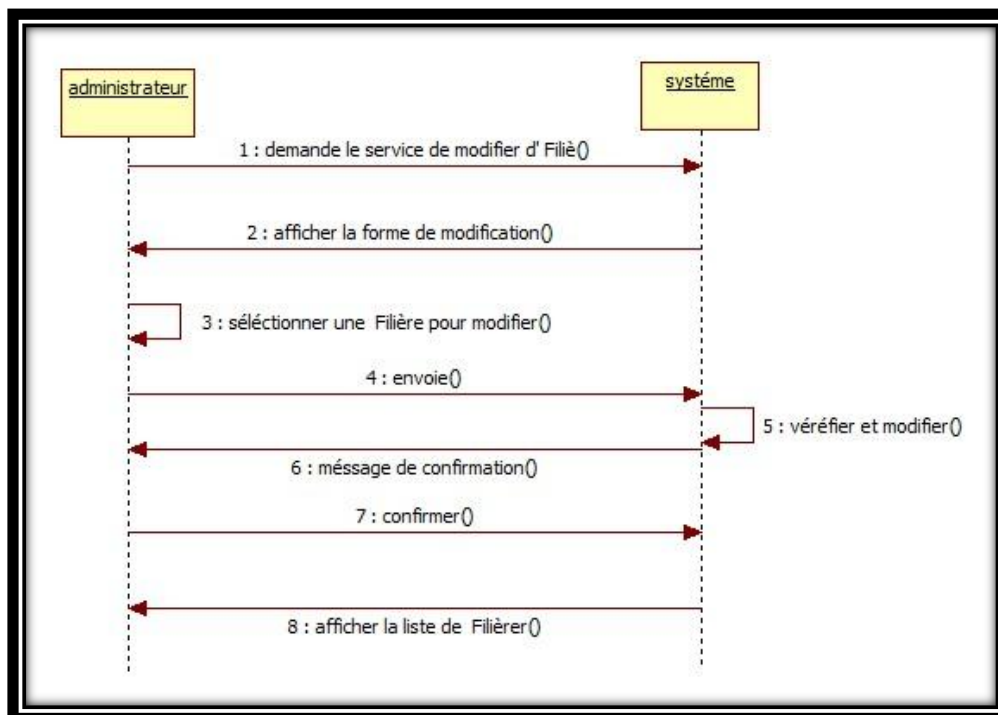 administrateur
systéme
1 : demande le service de modifier d' Filiè()
2 : afficher la forme de modification()
3 : séléctionner une Filière pour modifier()
4 : envoie()
5 : véréfier et modifier()
6 : méssage de confirmation()
7 : confirmer()
8 : afficher la liste de Filièrer()